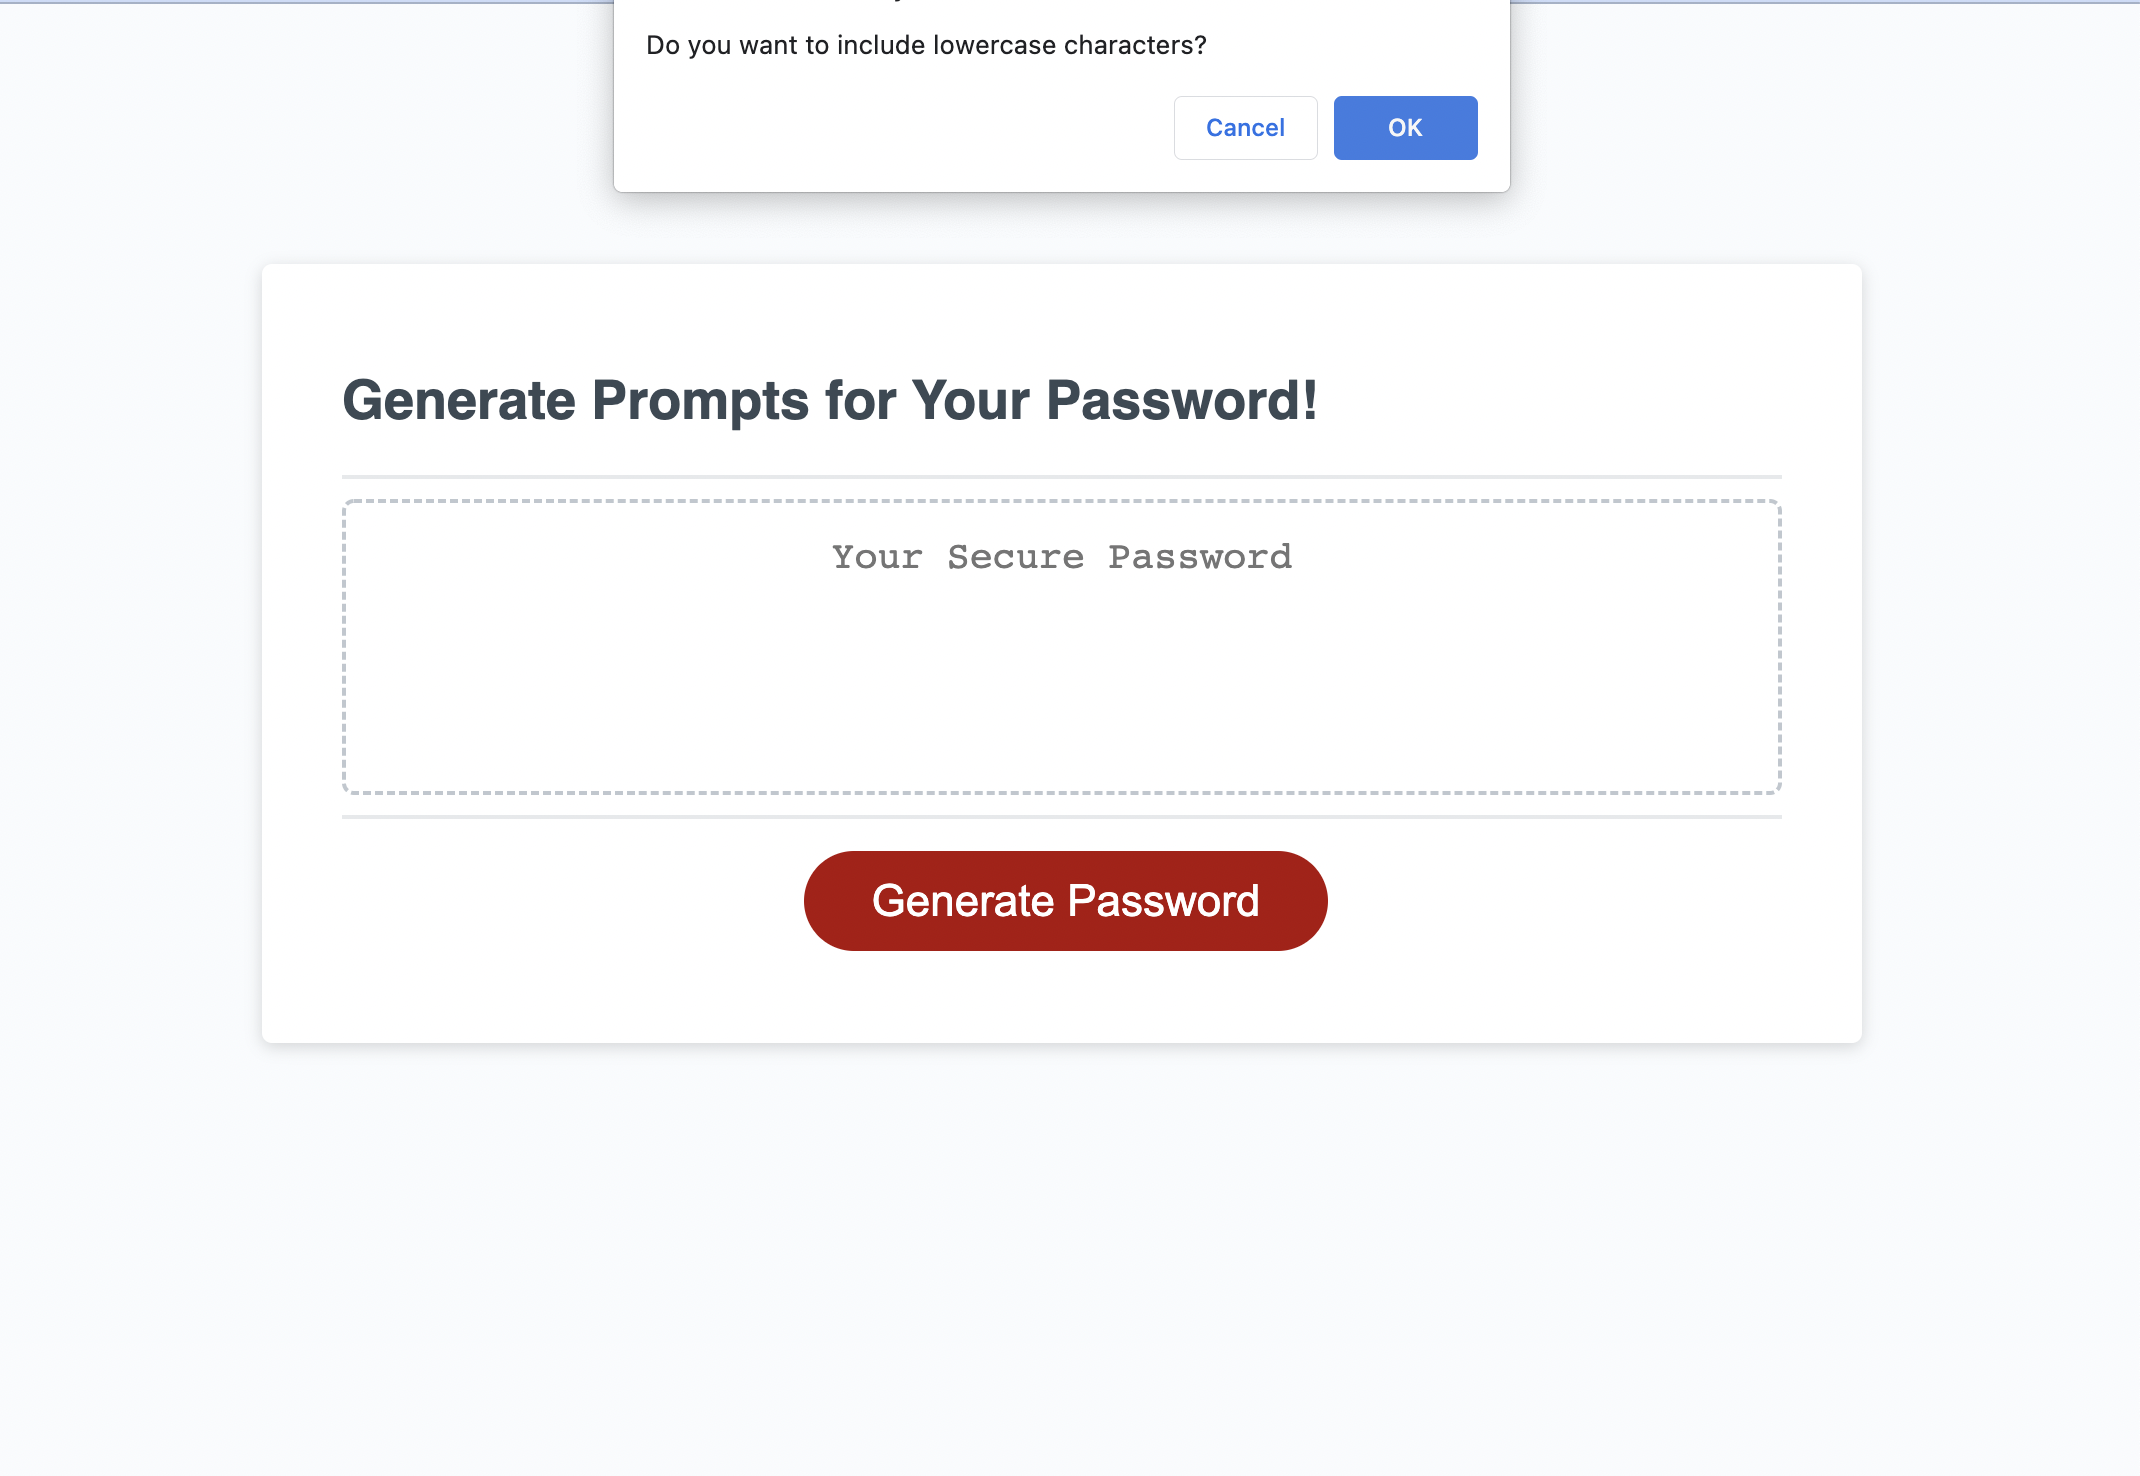 Do you want to include lowercase characters?
Cancel
OK
Generate Prompts for Your Password!
Your Secure Password
Generate Password